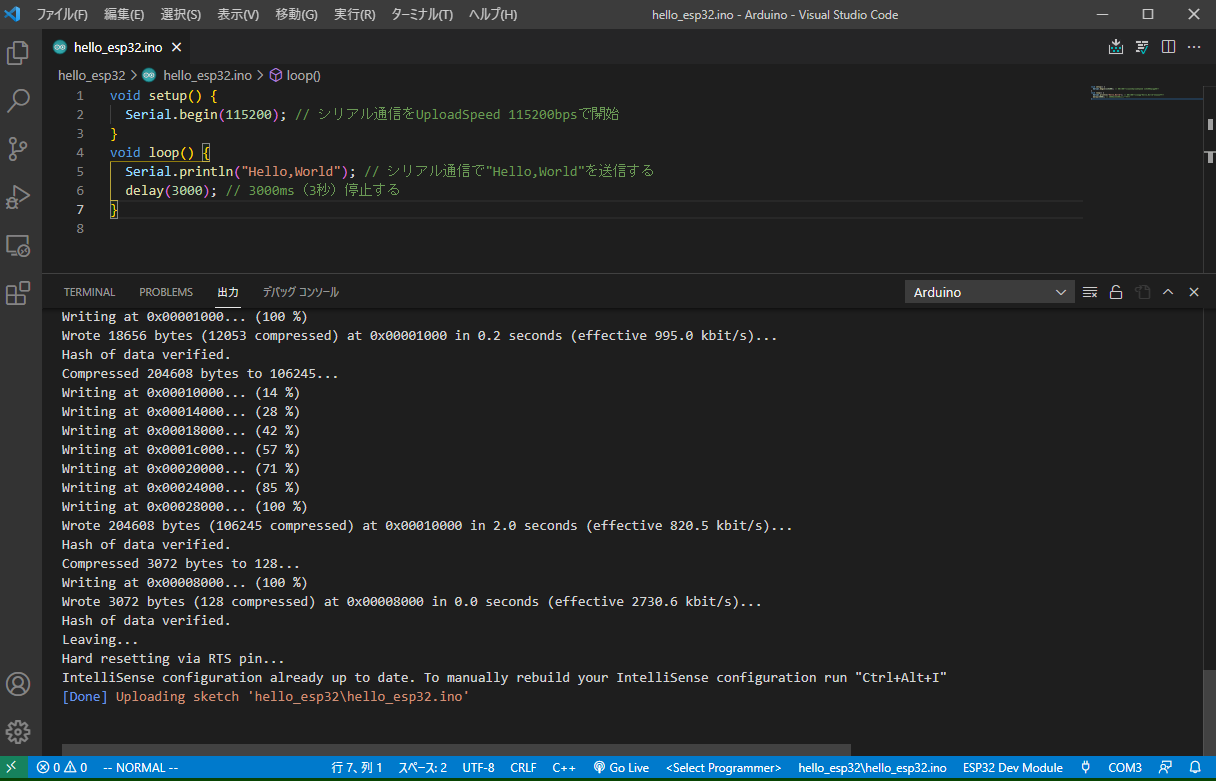 ファイル(F) 編集(E) 選択(S) 表示(V) 移動(G) 実行(R) ターミナル(T) ヘルプ(H) hello_esp32.ino - Arduino - Visual Studio Code
hello_esp32.ino
hello_esp32 > hello_esp32.ino > loop()
1 void setup() {
2 Serial.begin(115200); // シリアル通信をUploadSpeed 115200bpsで開始
3 }
4 void loop() {
5 Serial.println("Hello,World"); // シリアル通信で"Hello,World"を送信する
6 delay(3000); // 3000ms（3秒）停止する
7 }
8
TERMINAL PROBLEMS 出力 デバッグ コンソール Arduino
Writing at 0x00001000... (100 %)
Wrote 18656 bytes (12053 compressed) at 0x00001000 in 0.2 seconds (effective 995.0 kbit/s)...
Hash of data verified.
Compressed 204608 bytes to 106245...
Writing at 0x00010000... (14 %)
Writing at 0x00014000... (28 %)
Writing at 0x00018000... (42 %)
Writing at 0x0001c000... (57 %)
Writing at 0x00020000... (71 %)
Writing at 0x00024000... (85 %)
Writing at 0x00028000... (100 %)
Wrote 204608 bytes (106245 compressed) at 0x00010000 in 2.0 seconds (effective 820.5 kbit/s)...
Hash of data verified.
Compressed 3072 bytes to 128...
Writing at 0x00008000... (100 %)
Wrote 3072 bytes (128 compressed) at 0x00008000 in 0.0 seconds (effective 2730.6 kbit/s)...
Hash of data verified.
Leaving...
Hard resetting via RTS pin...
IntelliSense configuration already up to date. To manually rebuild your IntelliSense configuration run "Ctrl+Alt+I"
[Done] Uploading sketch 'hello_esp32\hello_esp32.ino'
0 0 -- NORMAL -- 行 7、列 1 スペース: 2 UTF-8 CRLF C++ Go Live <Select Programmer> hello_esp32\hello_esp32.ino ESP32 Dev Module COM3